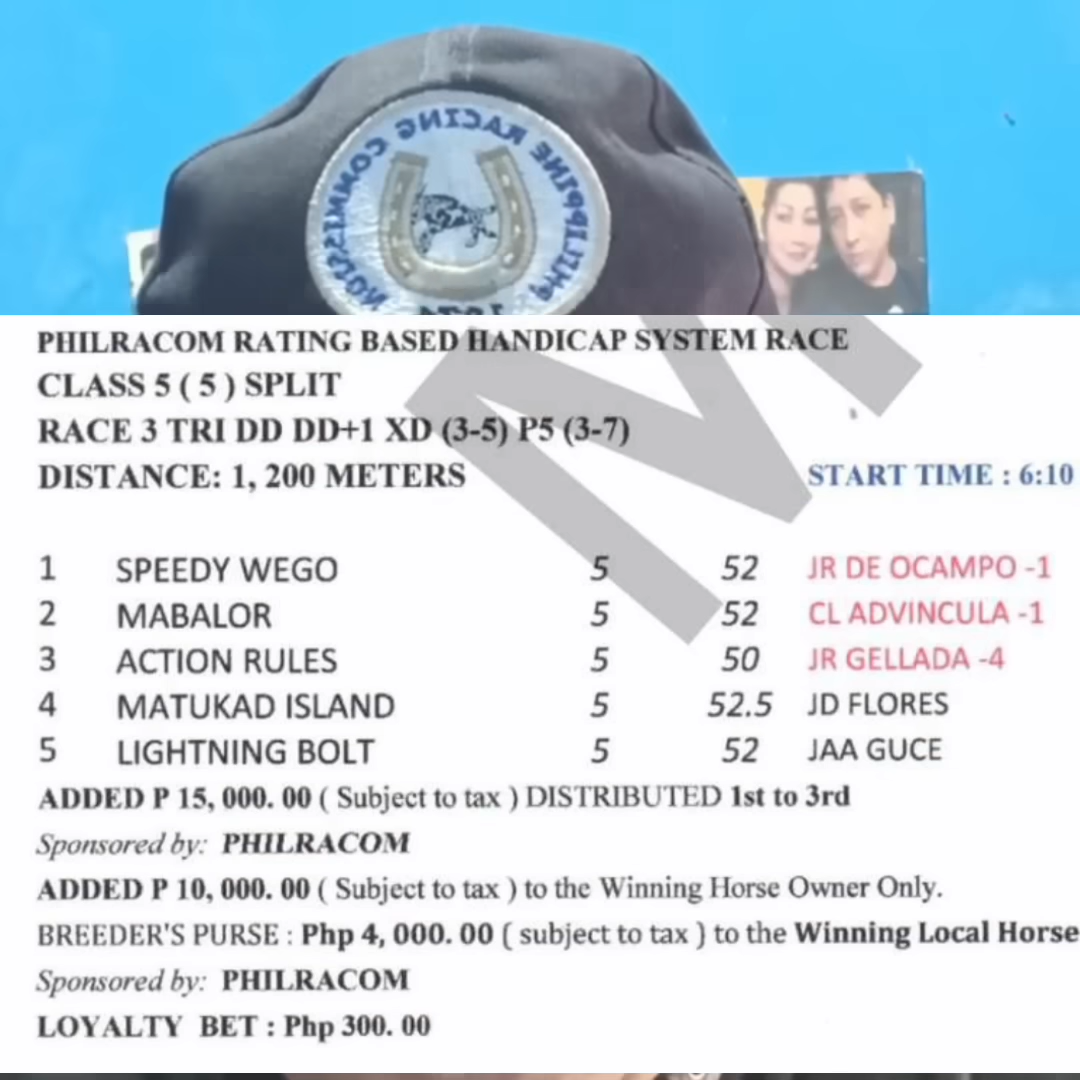 PHILIPPINE RACING COMMISSION
PHILRACOM RATING BASED HANDICAP SYSTEM RACE
CLASS 5 ( 5 ) SPLIT
RACE 3 TRI DD DD+1 XD (3-5) P5 (3-7)
DISTANCE: 1, 200 METERS START TIME : 6:10
1 SPEEDY WEGO 5 52 JR DE OCAMPO -1
2 MABALOR 5 52 CL ADVINCULA -1
3 ACTION RULES 5 50 JR GELLADA -4
4 MATUKAD ISLAND 5 52.5 JD FLORES
5 LIGHTNING BOLT 5 52 JAA GUCE
ADDED P 15, 000. 00 ( Subject to tax ) DISTRIBUTED 1st to 3rd
Sponsored by: PHILRACOM
ADDED P 10, 000. 00 ( Subject to tax ) to the Winning Horse Owner Only.
BREEDER'S PURSE : Php 4, 000. 00 ( subject to tax ) to the Winning Local Horse
Sponsored by: PHILRACOM
LOYALTY BET : Php 300. 00